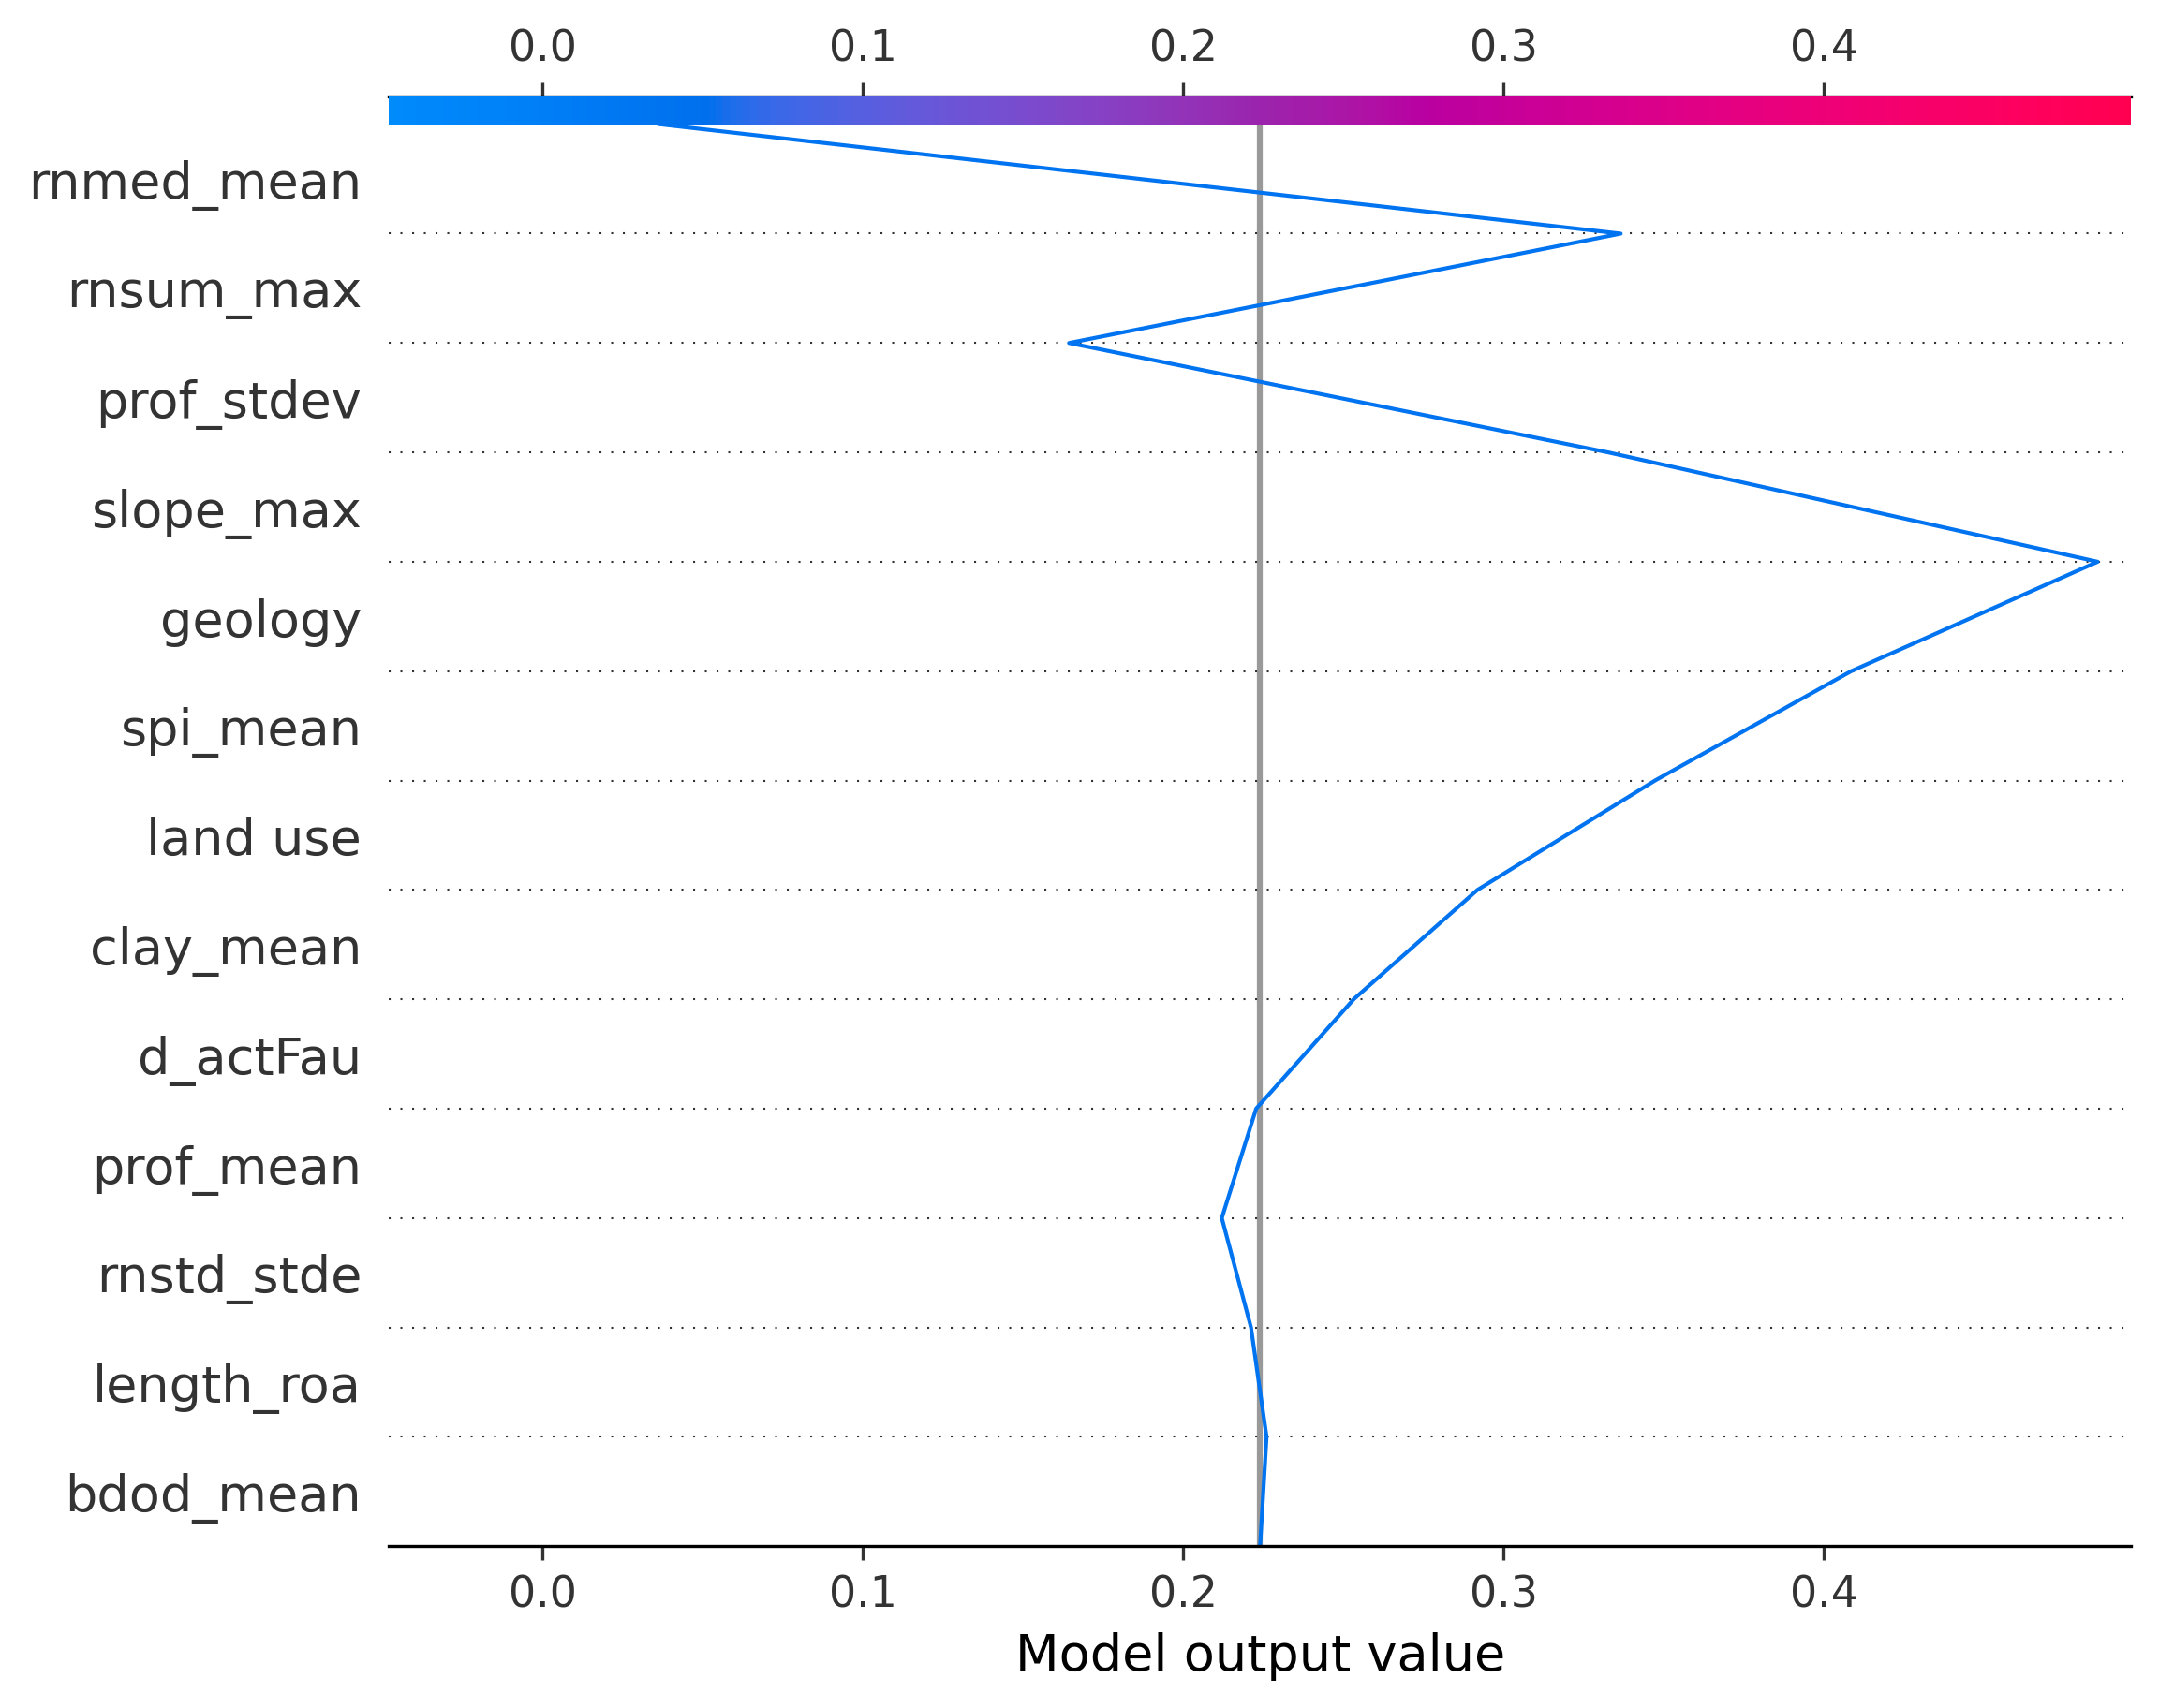 0.0 0.1 0.2 0.3 0.4
rnmed_mean
rnsum_max
prof_stdev
slope_max
geology
spi_mean
land use
clay_mean
d_actFau
prof_mean
rnstd_stde
length_roa
bdod_mean
0.0 0.1 0.2 0.3 0.4
Model output value